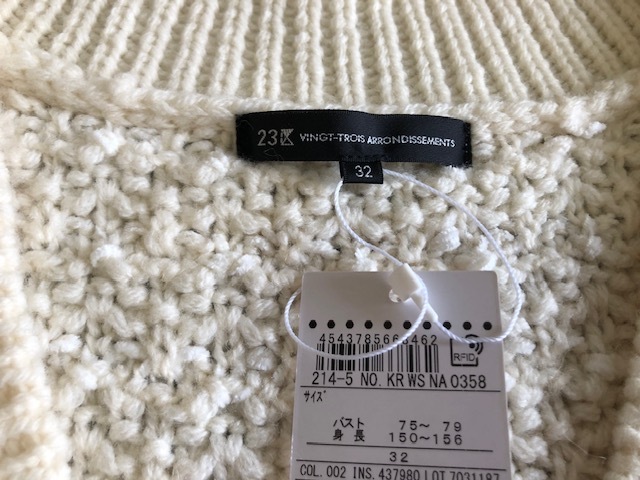 23区 VINGT-TROIS ARRONDISSEMENTS
32
RFID
214-5 NO. KR WS NA 0358
サイズ
バスト 75～ 79
身長 150～156
32
COL. 002 INS. 437980 LOT 7031187